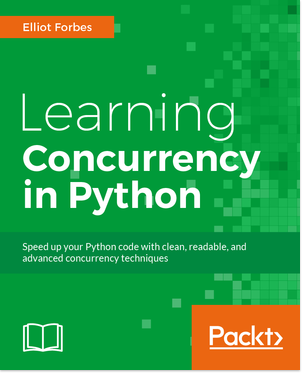 Elliot Forbes
Learning
Concurrency
in Python
Speed up your Python code with clean, readable, and
advanced concurrency techniques
Packt>